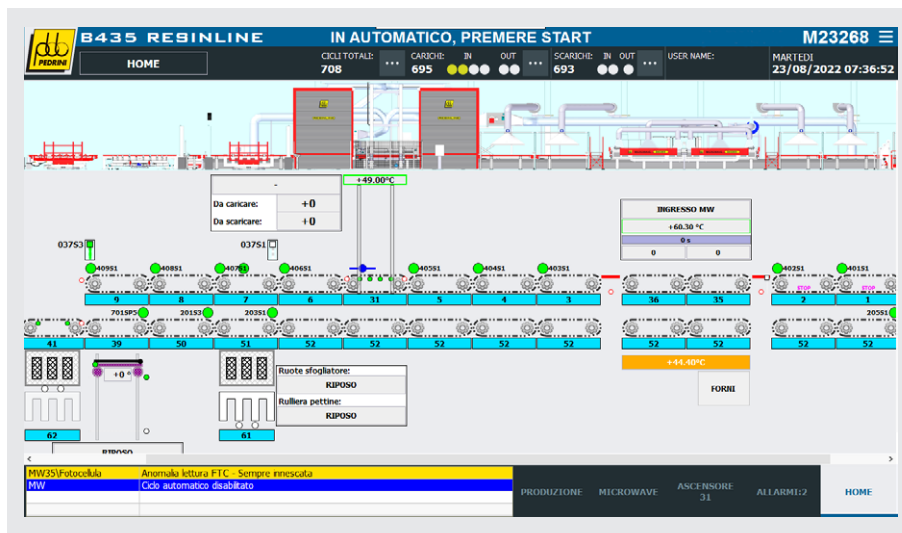 B435 RESINLINE
IN AUTOMATICO, PREMERE START
M23268
PEDRINI
HOME
CICLI TOTALI:
708
...
CARICHI: IN OUT
695
...
SCARICHI: IN OUT
693
...
USER NAME:
MARTEDI
23/08/2022 07:36:52
-
Da caricare: +0
Da scaricare: +0
+49.00°C
INGRESSO MW
+60.30 °C
0 s
0 0
037S3
037S1
409S1 408S1 407S1 406S1 405S1 404S1 403S1 402S1 401S1
STOP STOP
9 8 7 6 31 5 4 3 36 35 2 1
701SP5 201S3 203S1 205S1
41 39 50 51 52 52 52 52 52 52 52 52
+0 °
Ruote sfogliatore:
RIPOSO
Rulliera pettine:
RIPOSO
+44.40°C
FORNI
62
61
RIPOSO
MW35\Fotocellula Anomalia lettura FTC - Sempre innescata
MW Ciclo automatico disabilitato
PRODUZIONE
MICROWAVE
ASCENSORE
31
ALLARMI:2
HOME